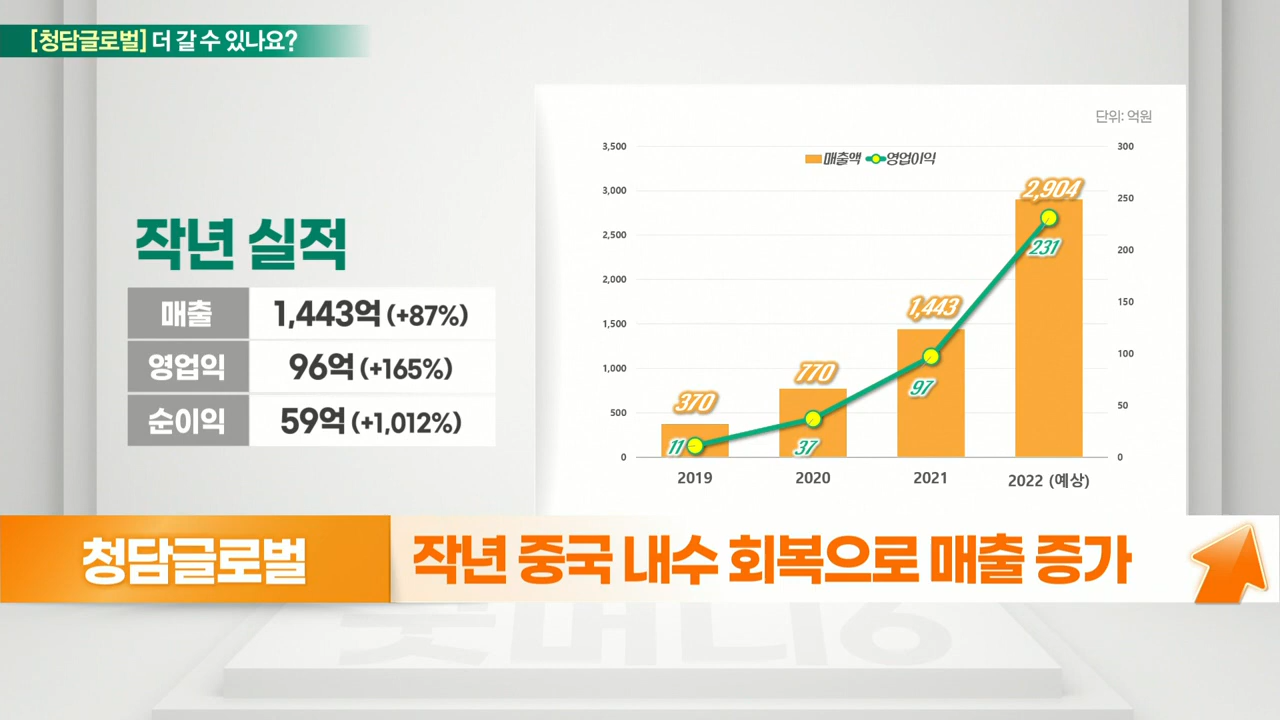 [청담글로벌] 더 갈 수 있나요?
작년 실적
매출 1,443억 (+87%)
영업익 96억 (+165%)
순이익 59억 (+1,012%)
단위: 억원
매출액 영업이익
3,500
3,000
2,500
2,000
1,500
1,000
500
0
300
250
200
150
100
50
0
370
770
1,443
2,904
11
37
97
231
2019 2020 2021 2022 (예상)
청담글로벌
작년 중국 내수 회복으로 매출 증가